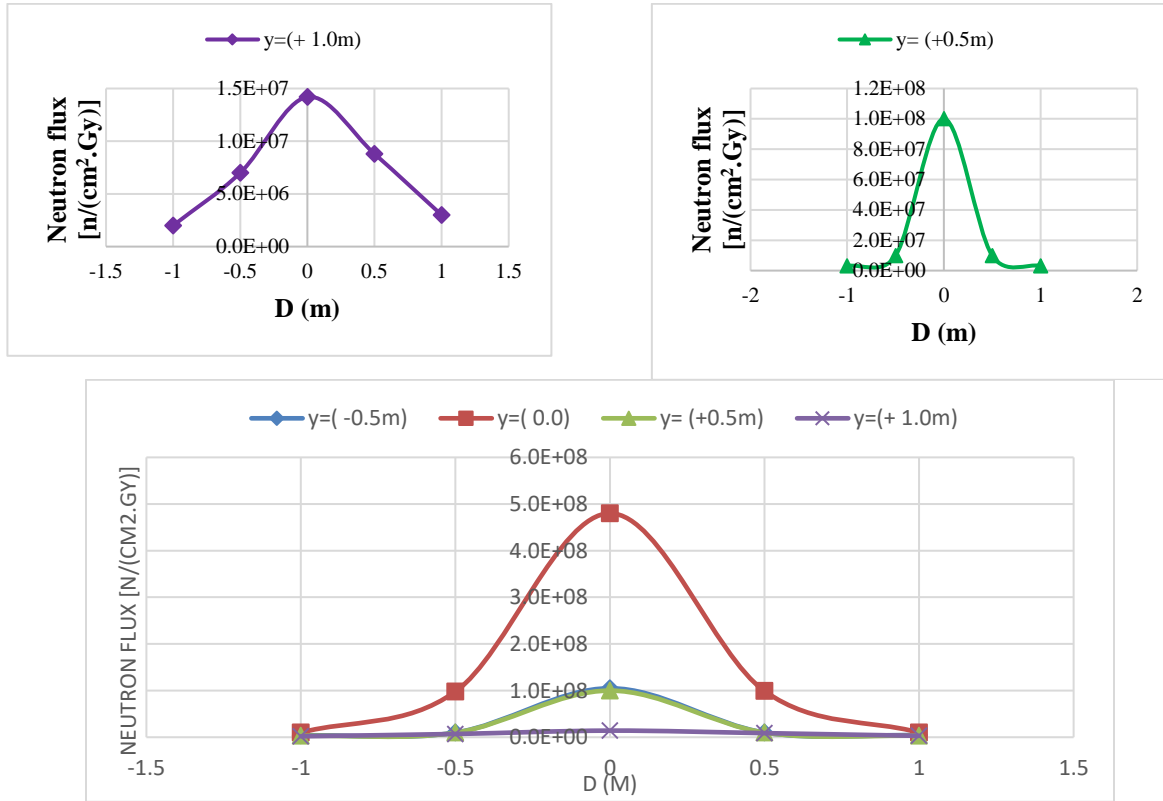 y=(+ 1.0m)
Neutron flux
[n/(cm².Gy)]
1.5E+07
1.0E+07
5.0E+06
0.0E+00
-1.5 -1 -0.5 0 0.5 1 1.5
D (m)
y= (+0.5m)
Neutron flux
[n/(cm².Gy)]
1.2E+08
1.0E+08
8.0E+07
6.0E+07
4.0E+07
2.0E+07
0.0E+00
-2 -1 0 1 2
D (m)
y=( -0.5m) y=( 0.0) y= (+0.5m) y=(+ 1.0m)
NEUTRON FLUX [N/(CM2.GY)]
6.0E+08
5.0E+08
4.0E+08
3.0E+08
2.0E+08
1.0E+08
0.0E+00
-1.5 -1 -0.5 0 0.5 1 1.5
D (M)